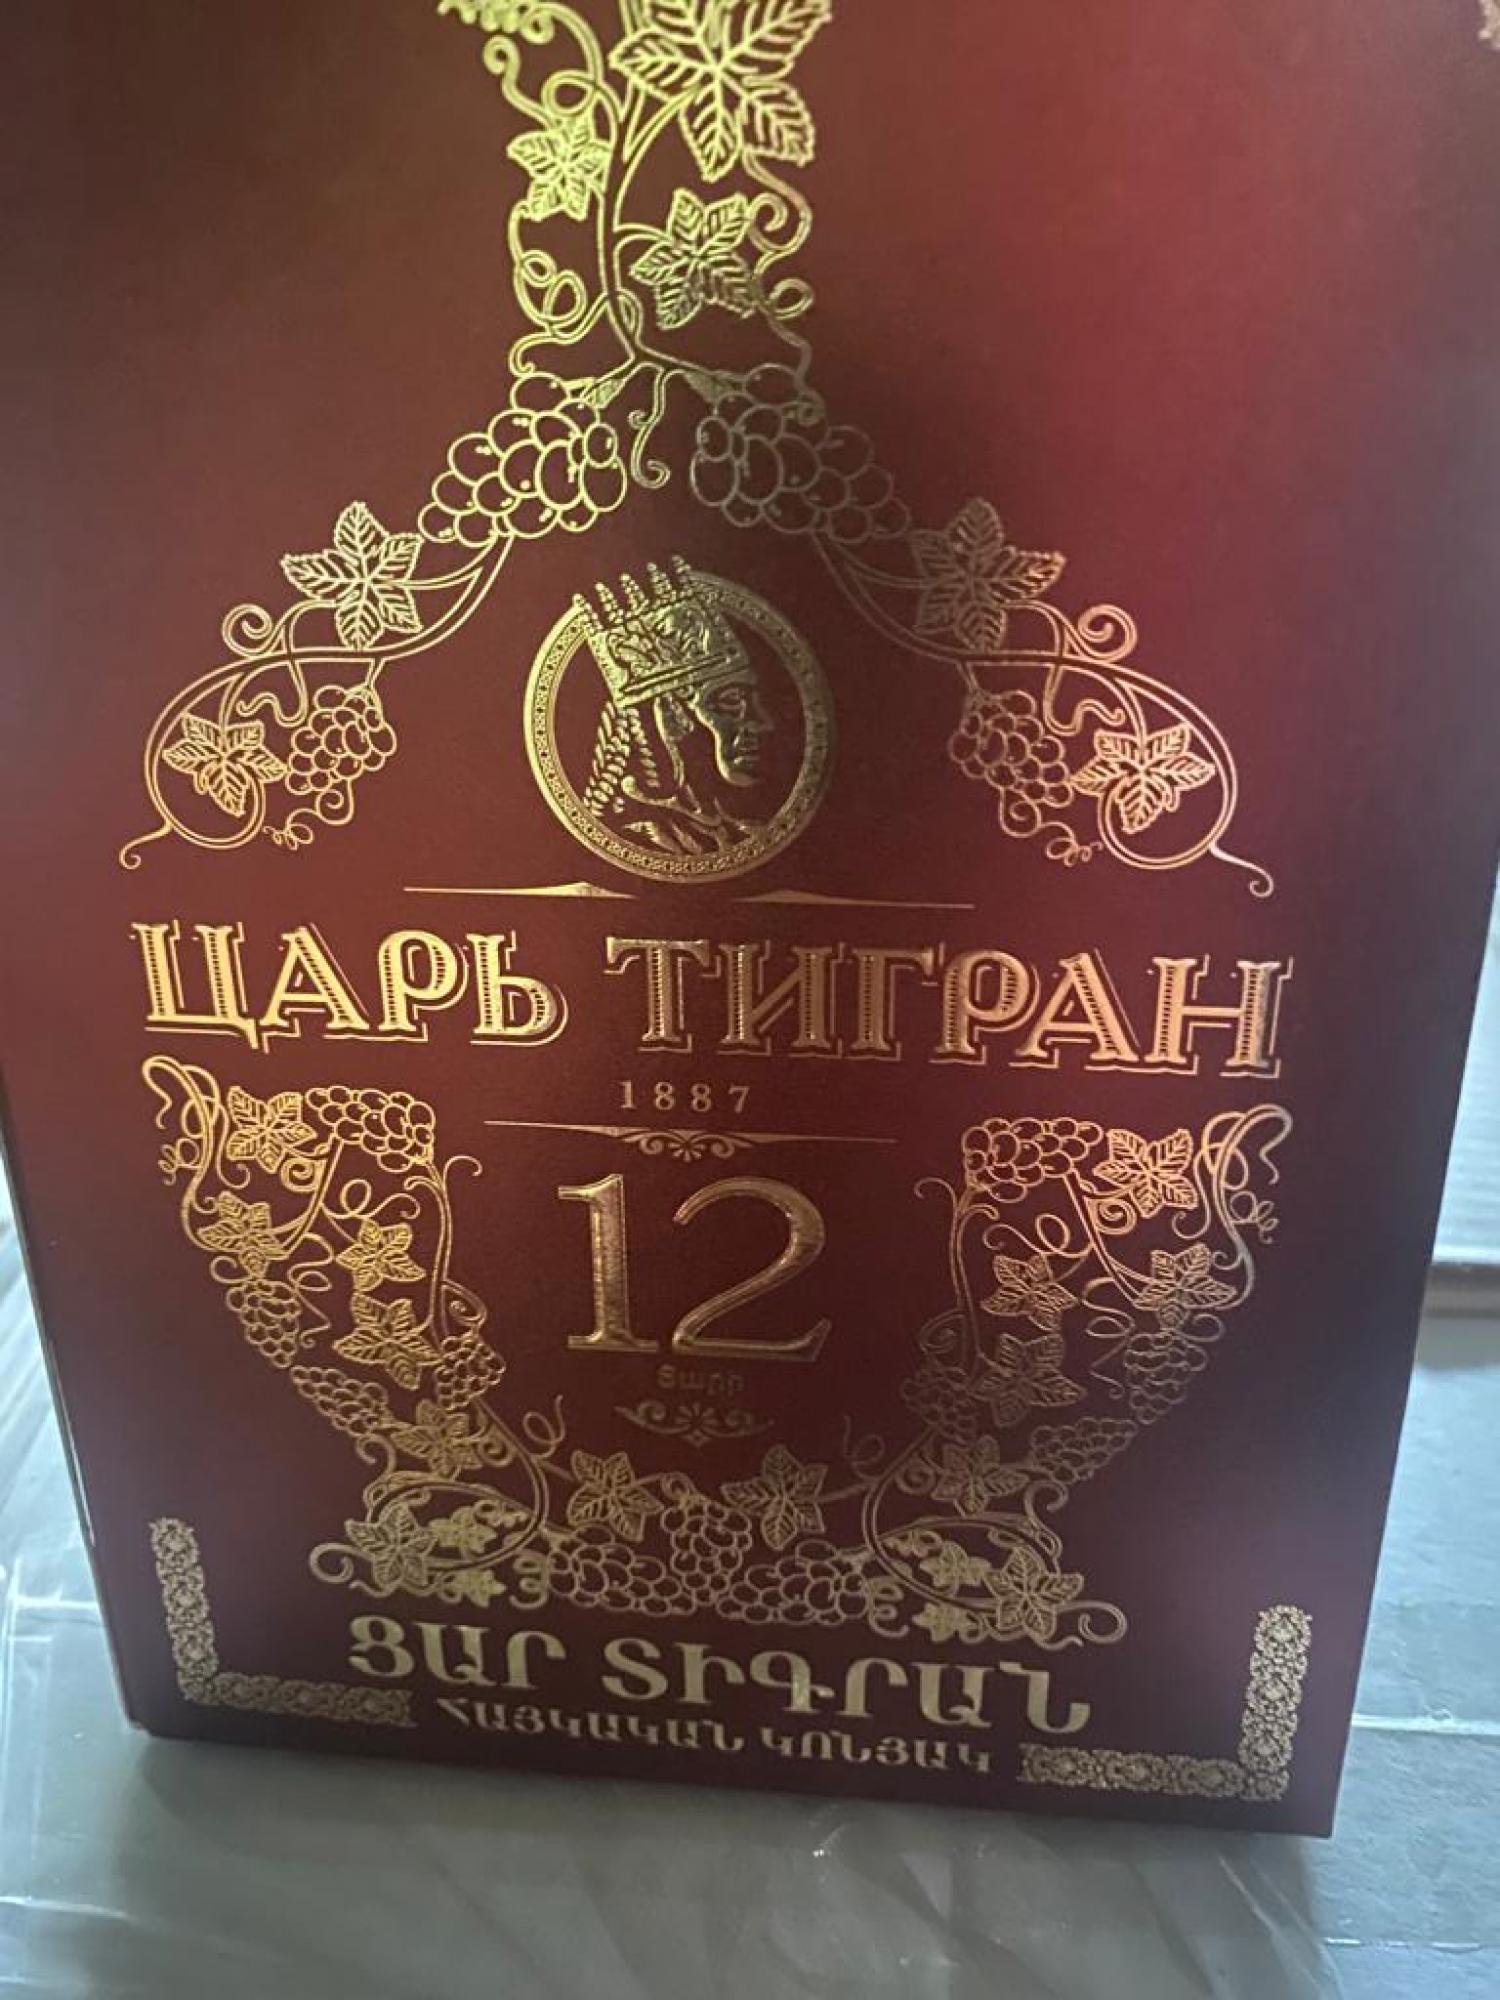 ЦАРЬ ТИГРАН
1887
12
Տարի
ՑԱՐ ՏԻԳՐԱՆ
ՀԱՅԿԱԿԱՆ ԿՈՆՅԱԿ